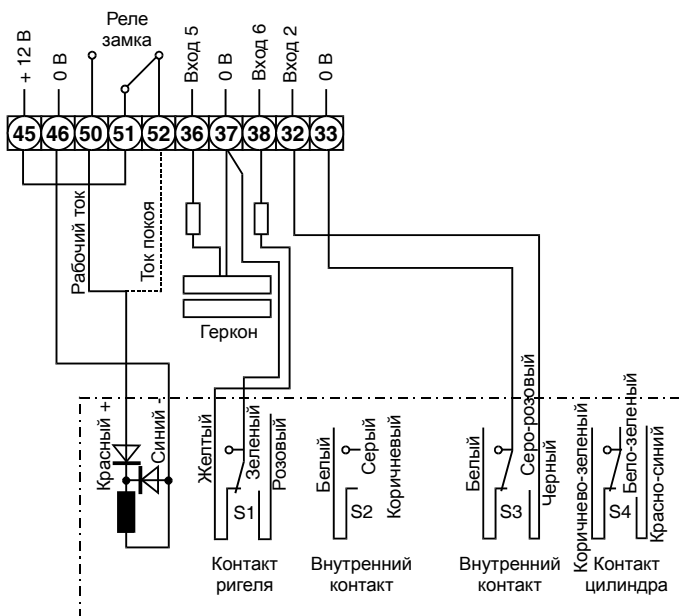 Реле
замка
+ 12 В
0 В
Вход 5
0 В
Вход 6
Вход 2
0 В
45
46
50
51
52
36
37
38
32
33
Рабочий ток
Ток покоя
Геркон
Красный +
Синий -
Желтый
Зеленый
Розовый
S1
Контакт
ригеля
Белый
Серый
Коричневый
S2
Внутренний
контакт
Белый
Серо-розовый
Черный
S3
Внутренний
контакт
Коричнево-зеленый
Бело-зеленый
Красно-синий
S4
Контакт
цилиндра